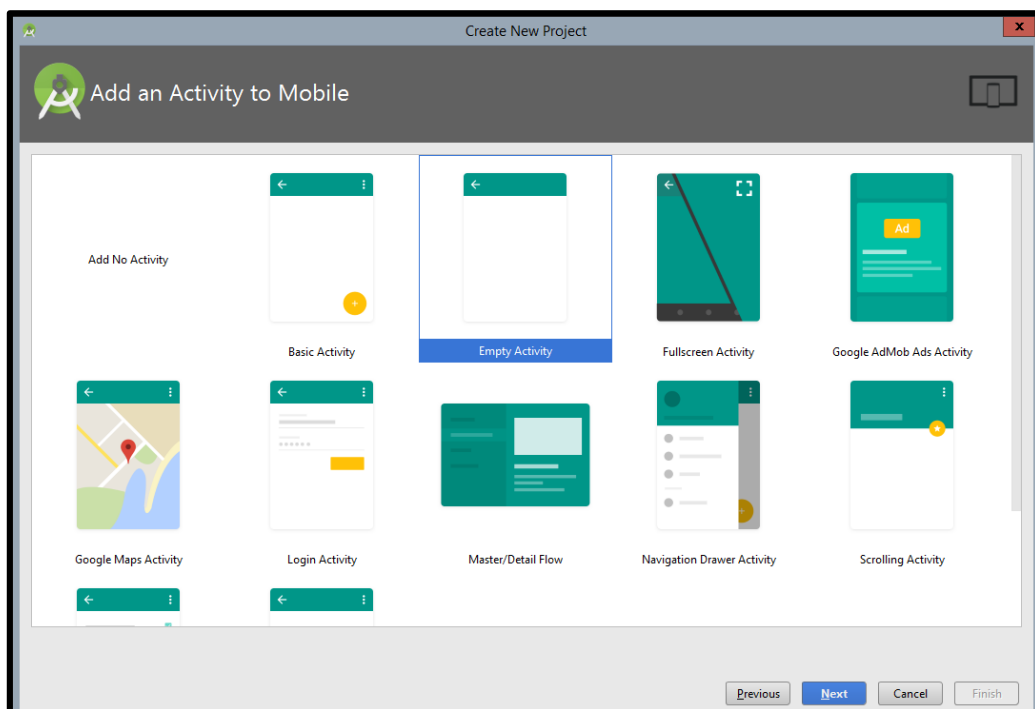 Create New Project
x
Add an Activity to Mobile
Add No Activity
Ad
Basic Activity
Empty Activity
Fullscreen Activity
Google AdMob Ads Activity
Google Maps Activity
Login Activity
Master/Detail Flow
Navigation Drawer Activity
Scrolling Activity
Previous
Next
Cancel
Finish